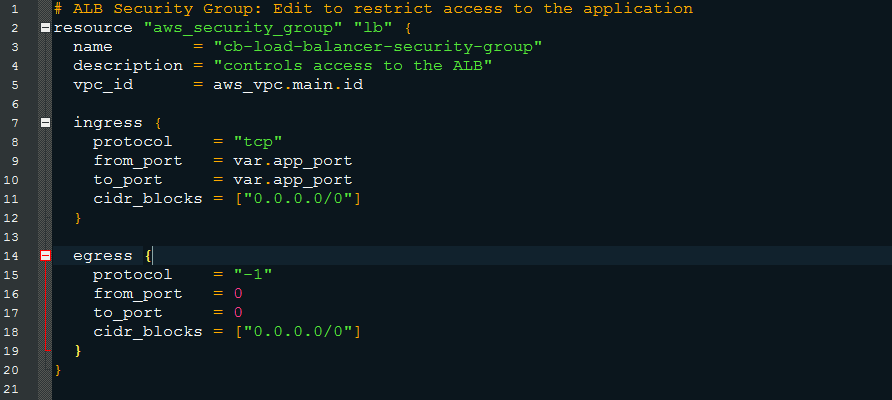 1 # ALB Security Group: Edit to restrict access to the application
2 resource "aws_security_group" "lb" {
3   name        = "cb-load-balancer-security-group"
4   description = "controls access to the ALB"
5   vpc_id      = aws_vpc.main.id
6
7   ingress {
8     protocol    = "tcp"
9     from_port   = var.app_port
10     to_port     = var.app_port
11     cidr_blocks = ["0.0.0.0/0"]
12   }
13
14   egress {
15     protocol    = "-1"
16     from_port   = 0
17     to_port     = 0
18     cidr_blocks = ["0.0.0.0/0"]
19   }
20 }
21